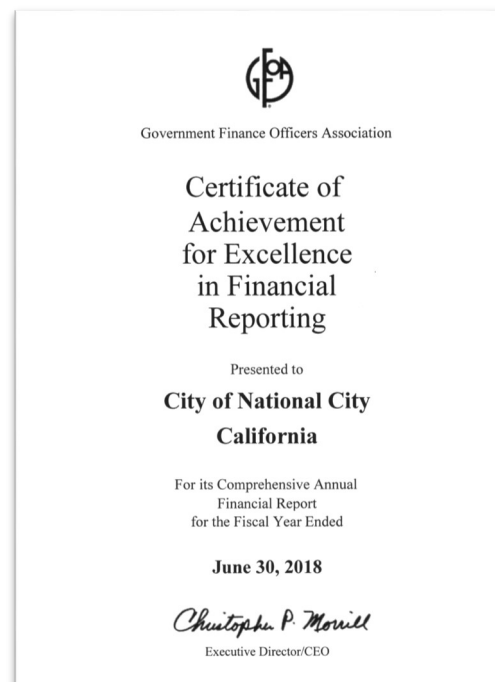 GFOA
Government Finance Officers Association
Certificate of
Achievement
for Excellence
in Financial
Reporting
Presented to
City of National City
California
For its Comprehensive Annual
Financial Report
for the Fiscal Year Ended
June 30, 2018
Christopher P. Morrill
Executive Director/CEO